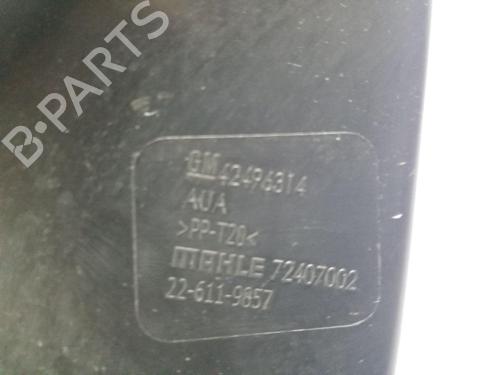 B-PARTS
GM 42496314
AUA
>PP-T20<
MAHLE 72407002
22-611-9857